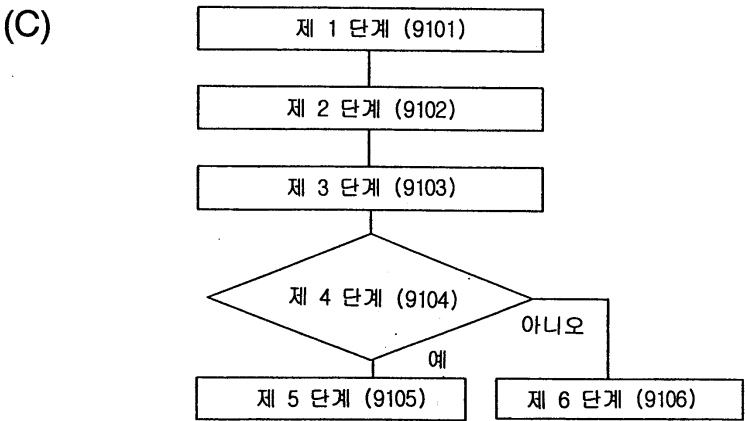 (C)
제 1 단계 (9101)
제 2 단계 (9102)
제 3 단계 (9103)
제 4 단계 (9104)
아니오
예
제 5 단계 (9105)
제 6 단계 (9106)